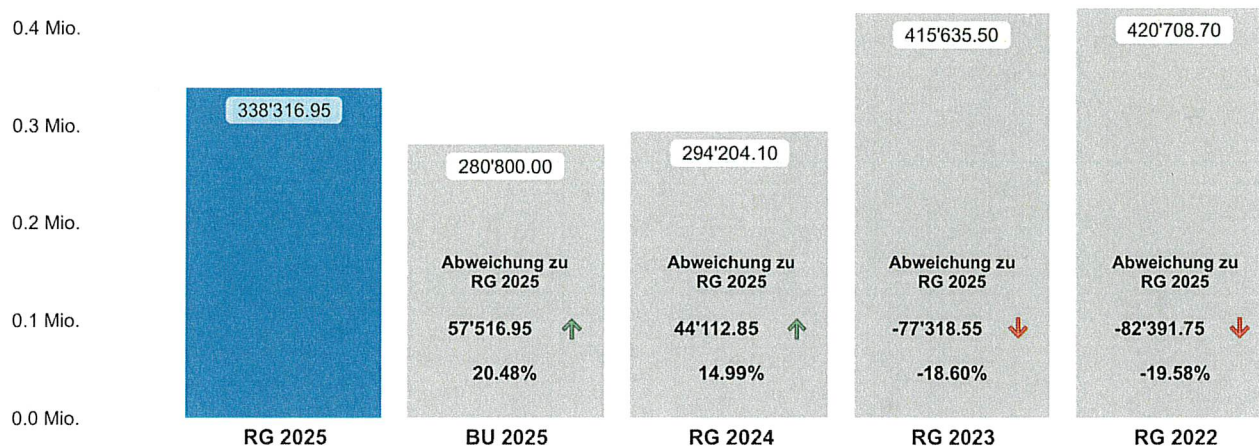 0.4 Mio.
0.3 Mio.
0.2 Mio.
0.1 Mio.
0.0 Mio.
338'316.95
RG 2025
280'800.00
Abweichung zu
RG 2025
57'516.95
20.48%
BU 2025
294'204.10
Abweichung zu
RG 2025
44'112.85
14.99%
RG 2024
415'635.50
Abweichung zu
RG 2025
-77'318.55
-18.60%
RG 2023
420'708.70
Abweichung zu
RG 2025
-82'391.75
-19.58%
RG 2022